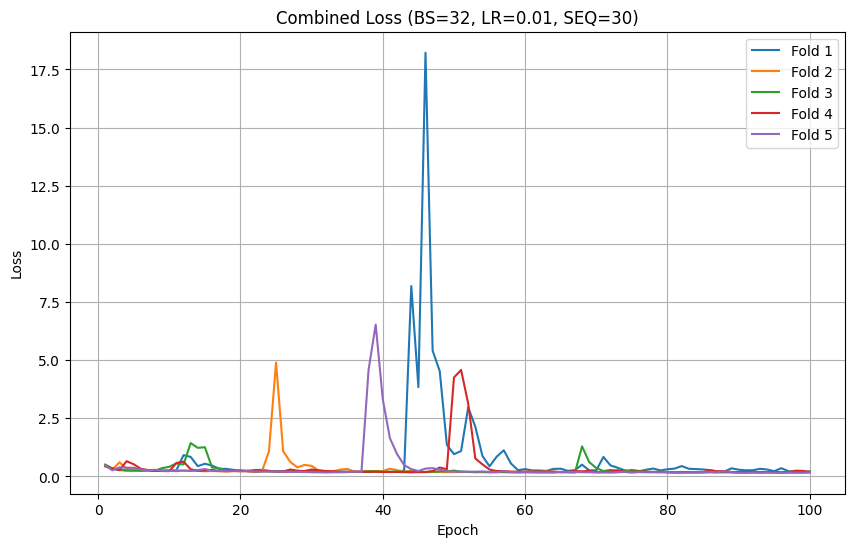 Combined Loss (BS=32, LR=0.01, SEQ=30)
Fold 1
Fold 2
Fold 3
Fold 4
Fold 5
Loss
17.5
15.0
12.5
10.0
7.5
5.0
2.5
0.0
0
20
40
60
80
100
Epoch